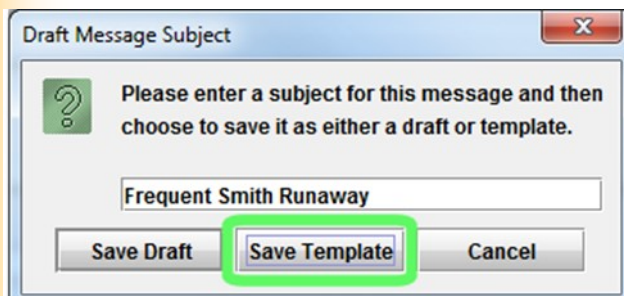 Draft Message Subject
Please enter a subject for this message and then
choose to save it as either a draft or template.
Frequent Smith Runaway
Save Draft Save Template Cancel